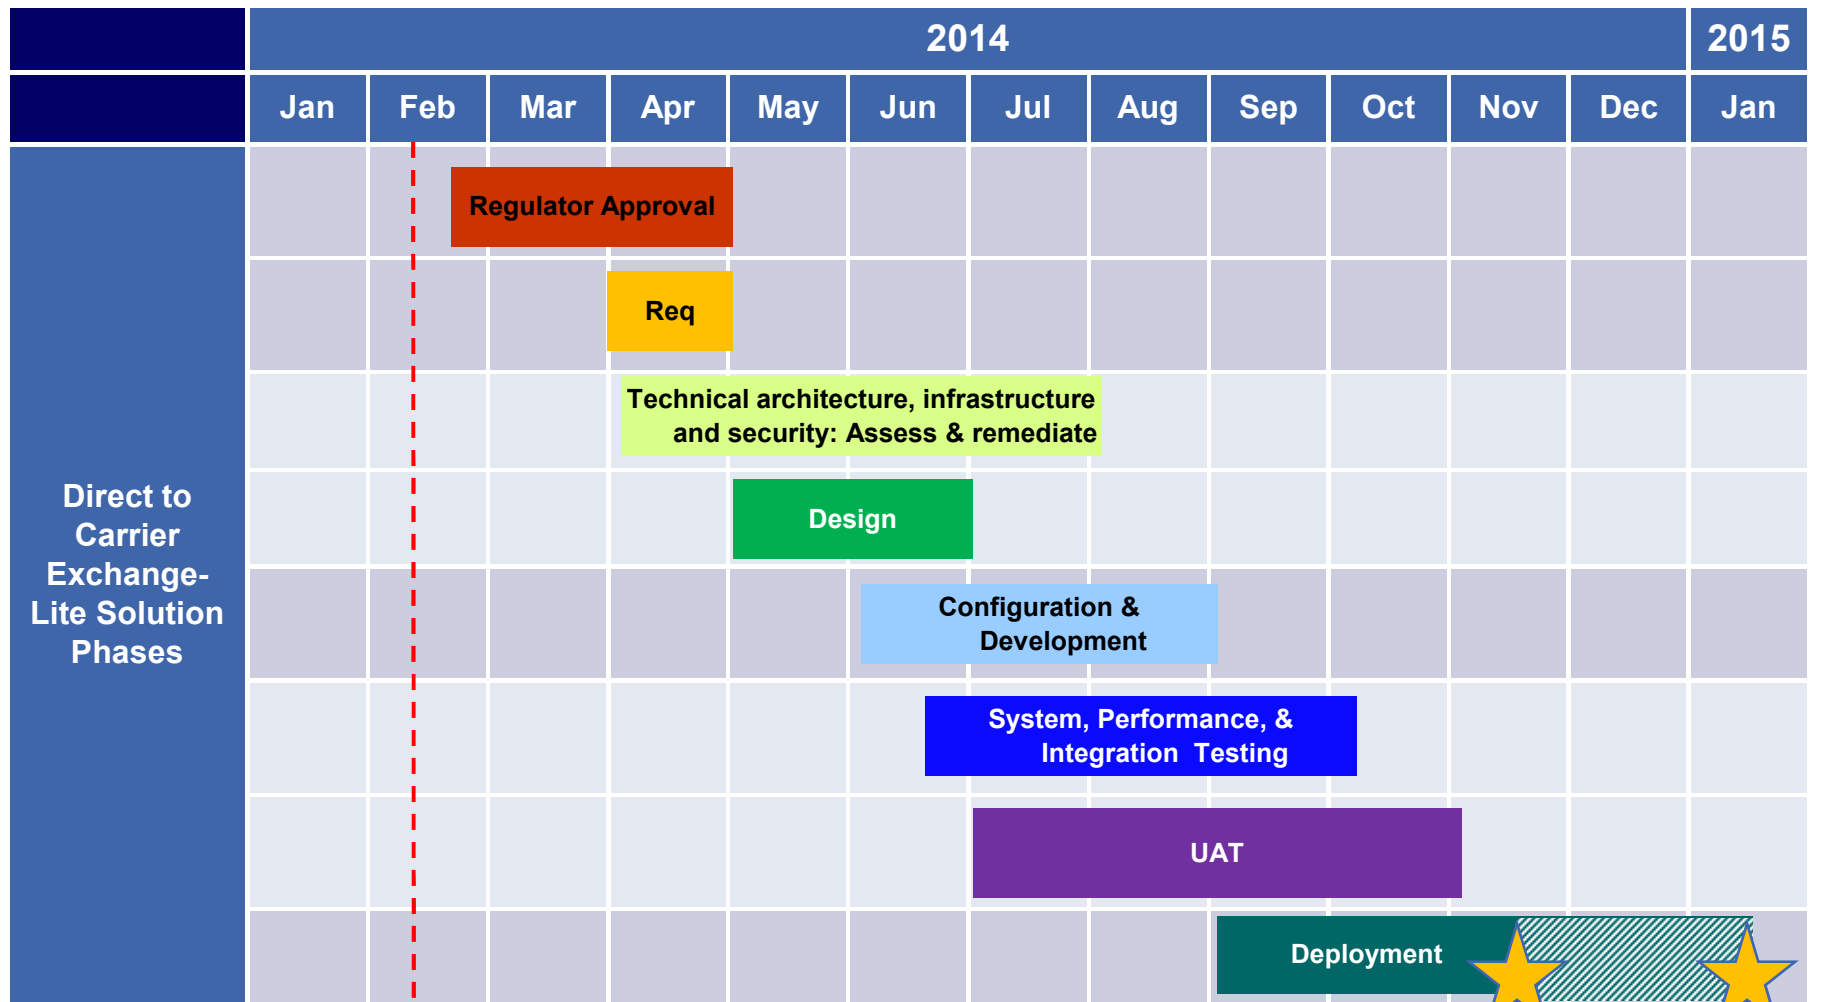 2014 2015
Jan Feb Mar Apr May Jun Jul Aug Sep Oct Nov Dec Jan
Direct to
Carrier
Exchange-
Lite Solution
Phases
Regulator Approval
Req
Technical architecture, infrastructure
and security: Assess & remediate
Design
Configuration &
Development
System, Performance, &
Integration Testing
UAT
Deployment